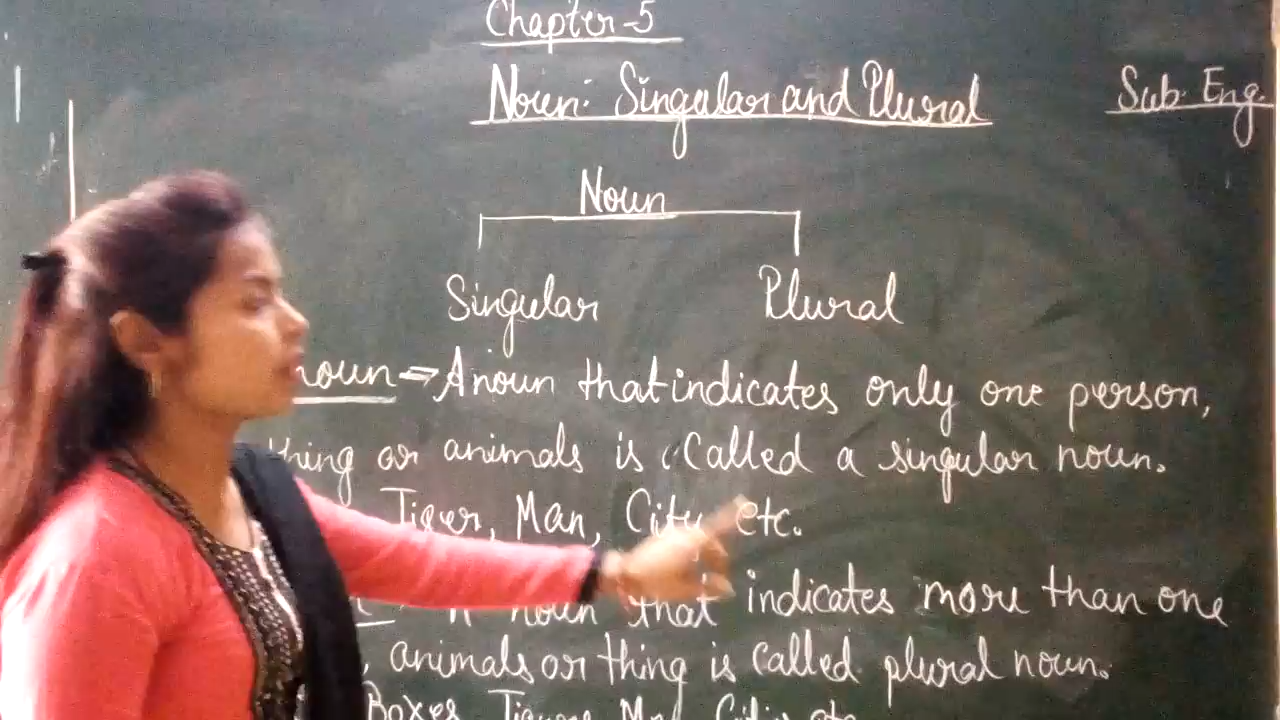 Chapter-5
Noun: Singular and Plural
Sub. Eng.
Noun
Singular Plural
noun ⇒ A noun that indicates only one person,
thing or animals is called a singular noun.
Tiger, Man, City etc.
A noun that indicates more than one
, animals or thing is called plural noun.
Boxes, Tigers, etc.